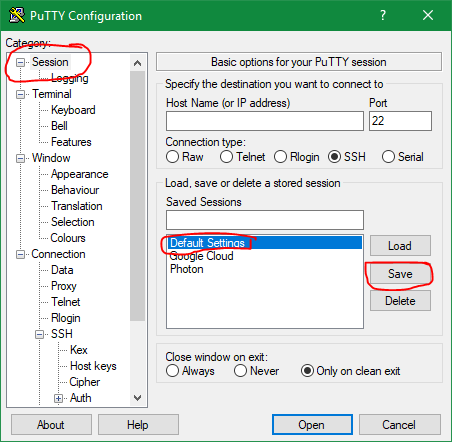 PuTTY Configuration
Category:
Session
Logging
Terminal
Keyboard
Bell
Features
Window
Appearance
Behaviour
Translation
Selection
Colours
Connection
Data
Proxy
Telnet
Rlogin
SSH
Kex
Host keys
Cipher
Auth
Basic options for your PuTTY session
Specify the destination you want to connect to
Host Name (or IP address) Port
22
Connection type:
Raw Telnet Rlogin SSH Serial
Load, save or delete a stored session
Saved Sessions
Default Settings
Google Cloud
Photon
Load
Save
Delete
Close window on exit:
Always Never Only on clean exit
About Help Open Cancel